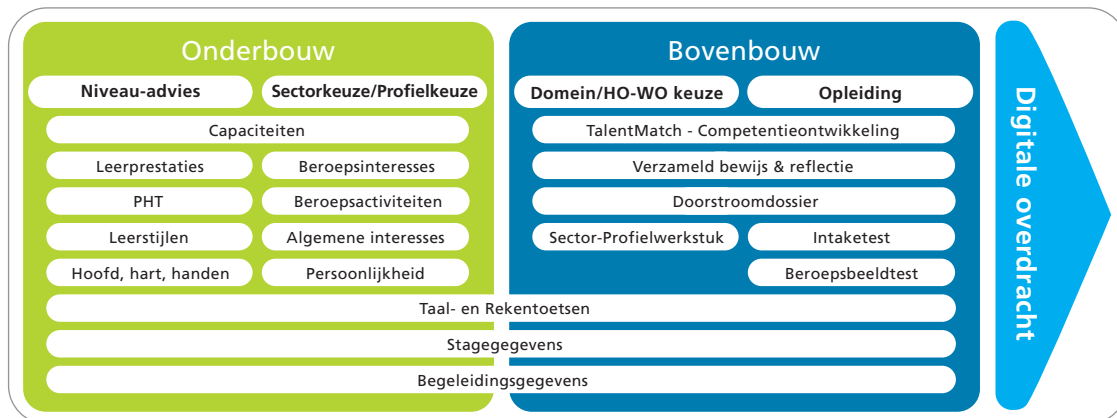 Onderbouw
Bovenbouw
Niveau-advies
Sectorkeuze/Profielkeuze
Domein/HO-WO keuze
Opleiding
Capaciteiten
TalentMatch - Competentieontwikkeling
Leerprestaties
Beroepsinteresses
Verzameld bewijs & reflectie
PHT
Beroepsactiviteiten
Doorstroomdossier
Leerstijlen
Algemene interesses
Sector-Profielwerkstuk
Intaketest
Hoofd, hart, handen
Persoonlijkheid
Beroepsbeeldtest
Taal- en Rekentoetsen
Stagegegevens
Begeleidingsgegevens
Digitale overdracht